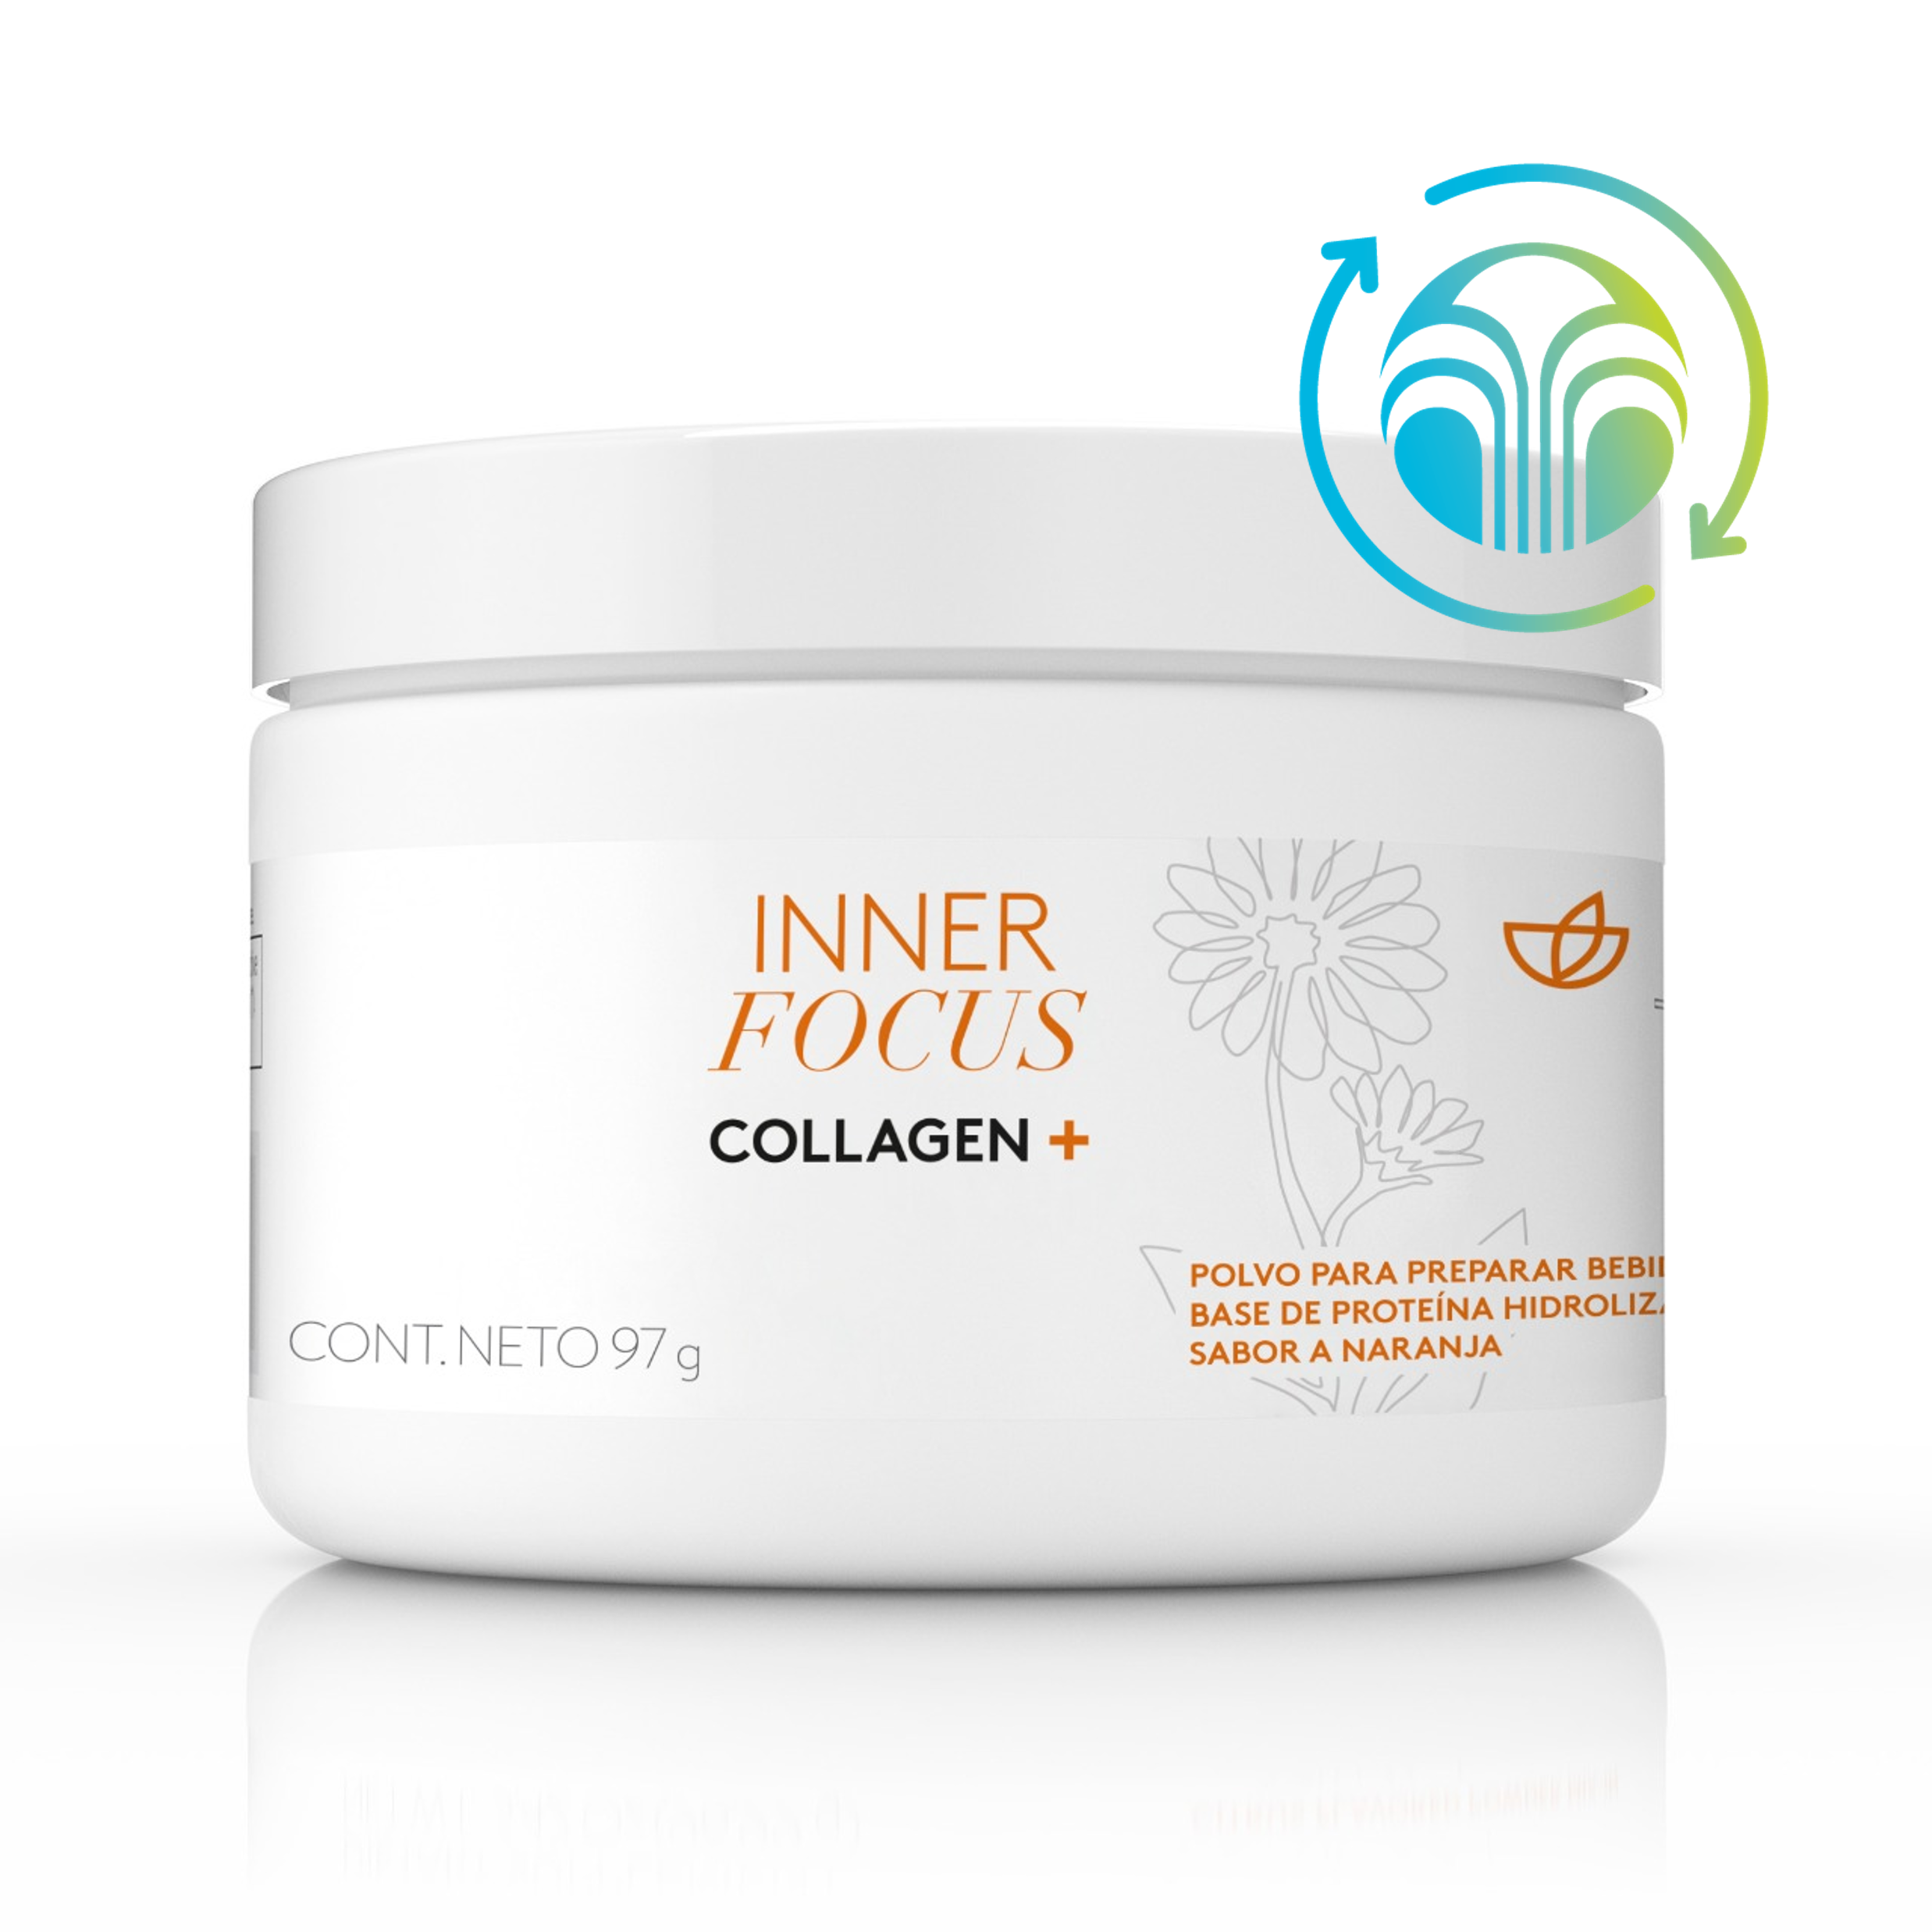 INNER
FOCUS
COLLAGEN +
CONT. NETO 97 g
POLVO PARA PREPARAR
BASE DE PROTEÍNA
SABOR A NARANJA